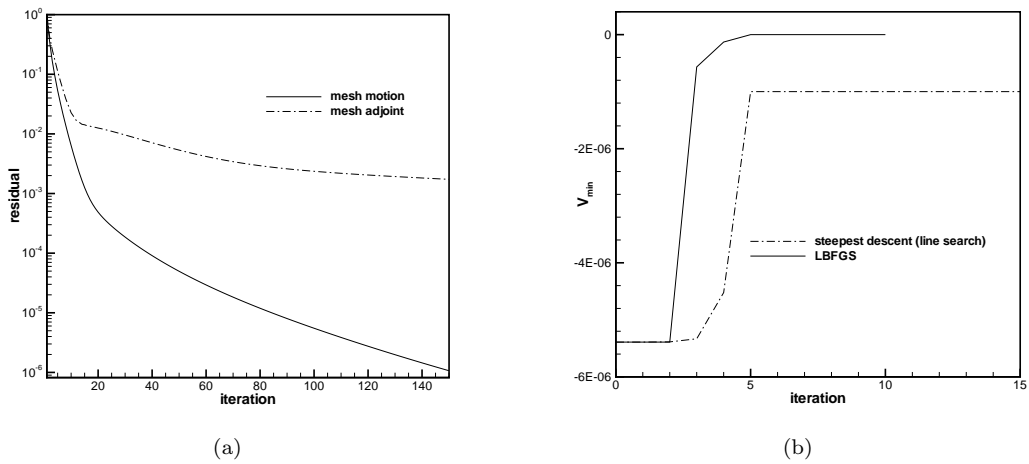 10^0
10^-1
10^-2
10^-3
10^-4
10^-5
10^-6
residual
mesh motion
mesh adjoint
20 40 60 80 100 120 140
iteration
(a)
0
-2E-06
-4E-06
-6E-06
V_min
steepest descent (line search)
LBFGS
0 5 10 15
iteration
(b)